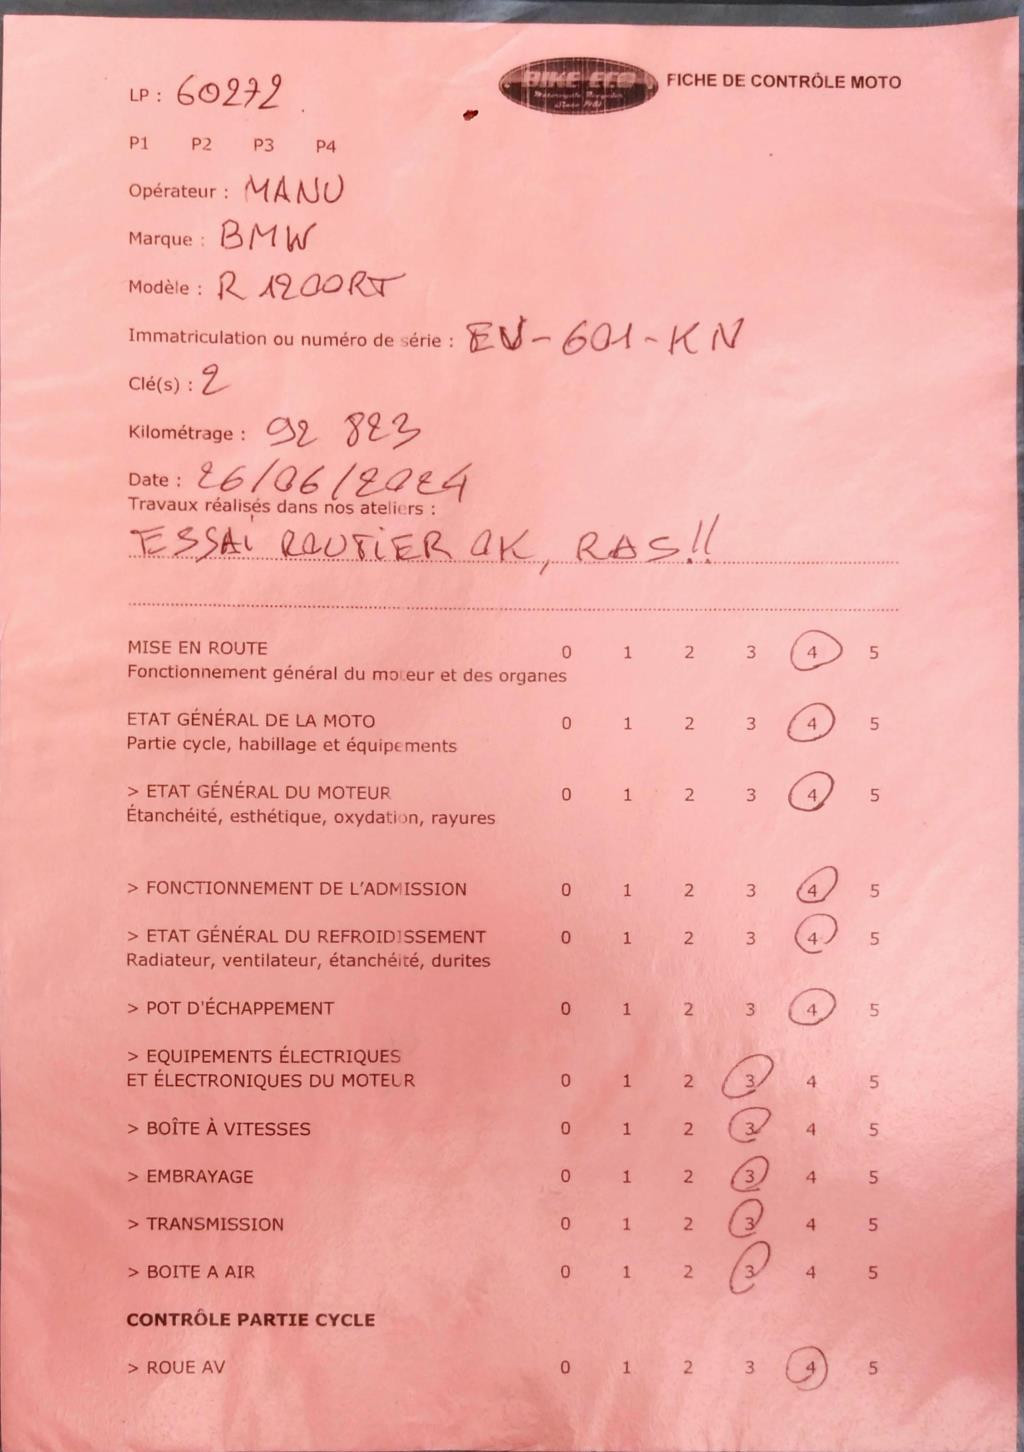 LP : 60272
BIKE ECO
FICHE DE CONTRÔLE MOTO
P1 P2 P3 P4
Opérateur : MANU
Marque : BMW
Modèle : R 1200RT
Immatriculation ou numéro de série : EV-601-KN
Clé(s) : 2
Kilométrage : 92 823
Date : 26/06/2024
Travaux réalisés dans nos ateliers :
ESSAI ROUTIER OK, RAS!!
MISE EN ROUTE 0 1 2 3 4 5
Fonctionnement général du moteur et des organes
ETAT GÉNÉRAL DE LA MOTO 0 1 2 3 4 5
Partie cycle, habillage et équipements
> ETAT GÉNÉRAL DU MOTEUR 0 1 2 3 4 5
Étanchéité, esthétique, oxydation, rayures
> FONCTIONNEMENT DE L'ADMISSION 0 1 2 3 4 5
> ETAT GÉNÉRAL DU REFROIDISSEMENT 0 1 2 3 4 5
Radiateur, ventilateur, étanchéité, durites
> POT D'ÉCHAPPEMENT 0 1 2 3 4 5
> EQUIPEMENTS ÉLECTRIQUES
ET ÉLECTRONIQUES DU MOTEUR 0 1 2 3 4 5
> BOÎTE À VITESSES 0 1 2 3 4 5
> EMBRAYAGE 0 1 2 3 4 5
> TRANSMISSION 0 1 2 3 4 5
> BOITE A AIR 0 1 2 3 4 5
CONTRÔLE PARTIE CYCLE
> ROUE AV 0 1 2 3 4 5